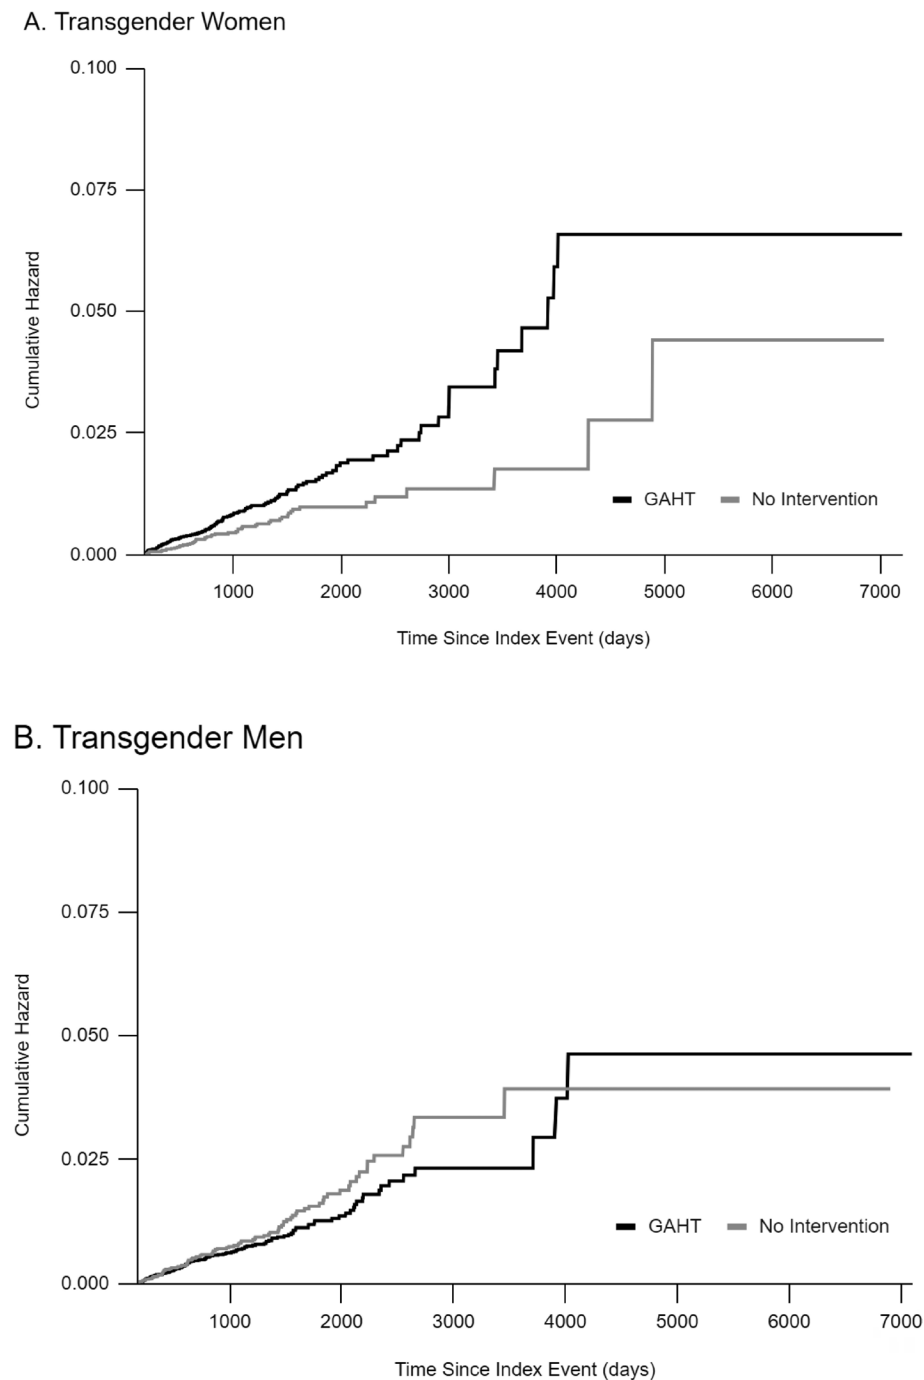 A. Transgender Women
0.100
0.075
0.050
0.025
0.000
Cumulative Hazard
GAHT No Intervention
1000 2000 3000 4000 5000 6000 7000
Time Since Index Event (days)
B. Transgender Men
0.100
0.075
0.050
0.025
0.000
Cumulative Hazard
GAHT No Intervention
1000 2000 3000 4000 5000 6000 7000
Time Since Index Event (days)